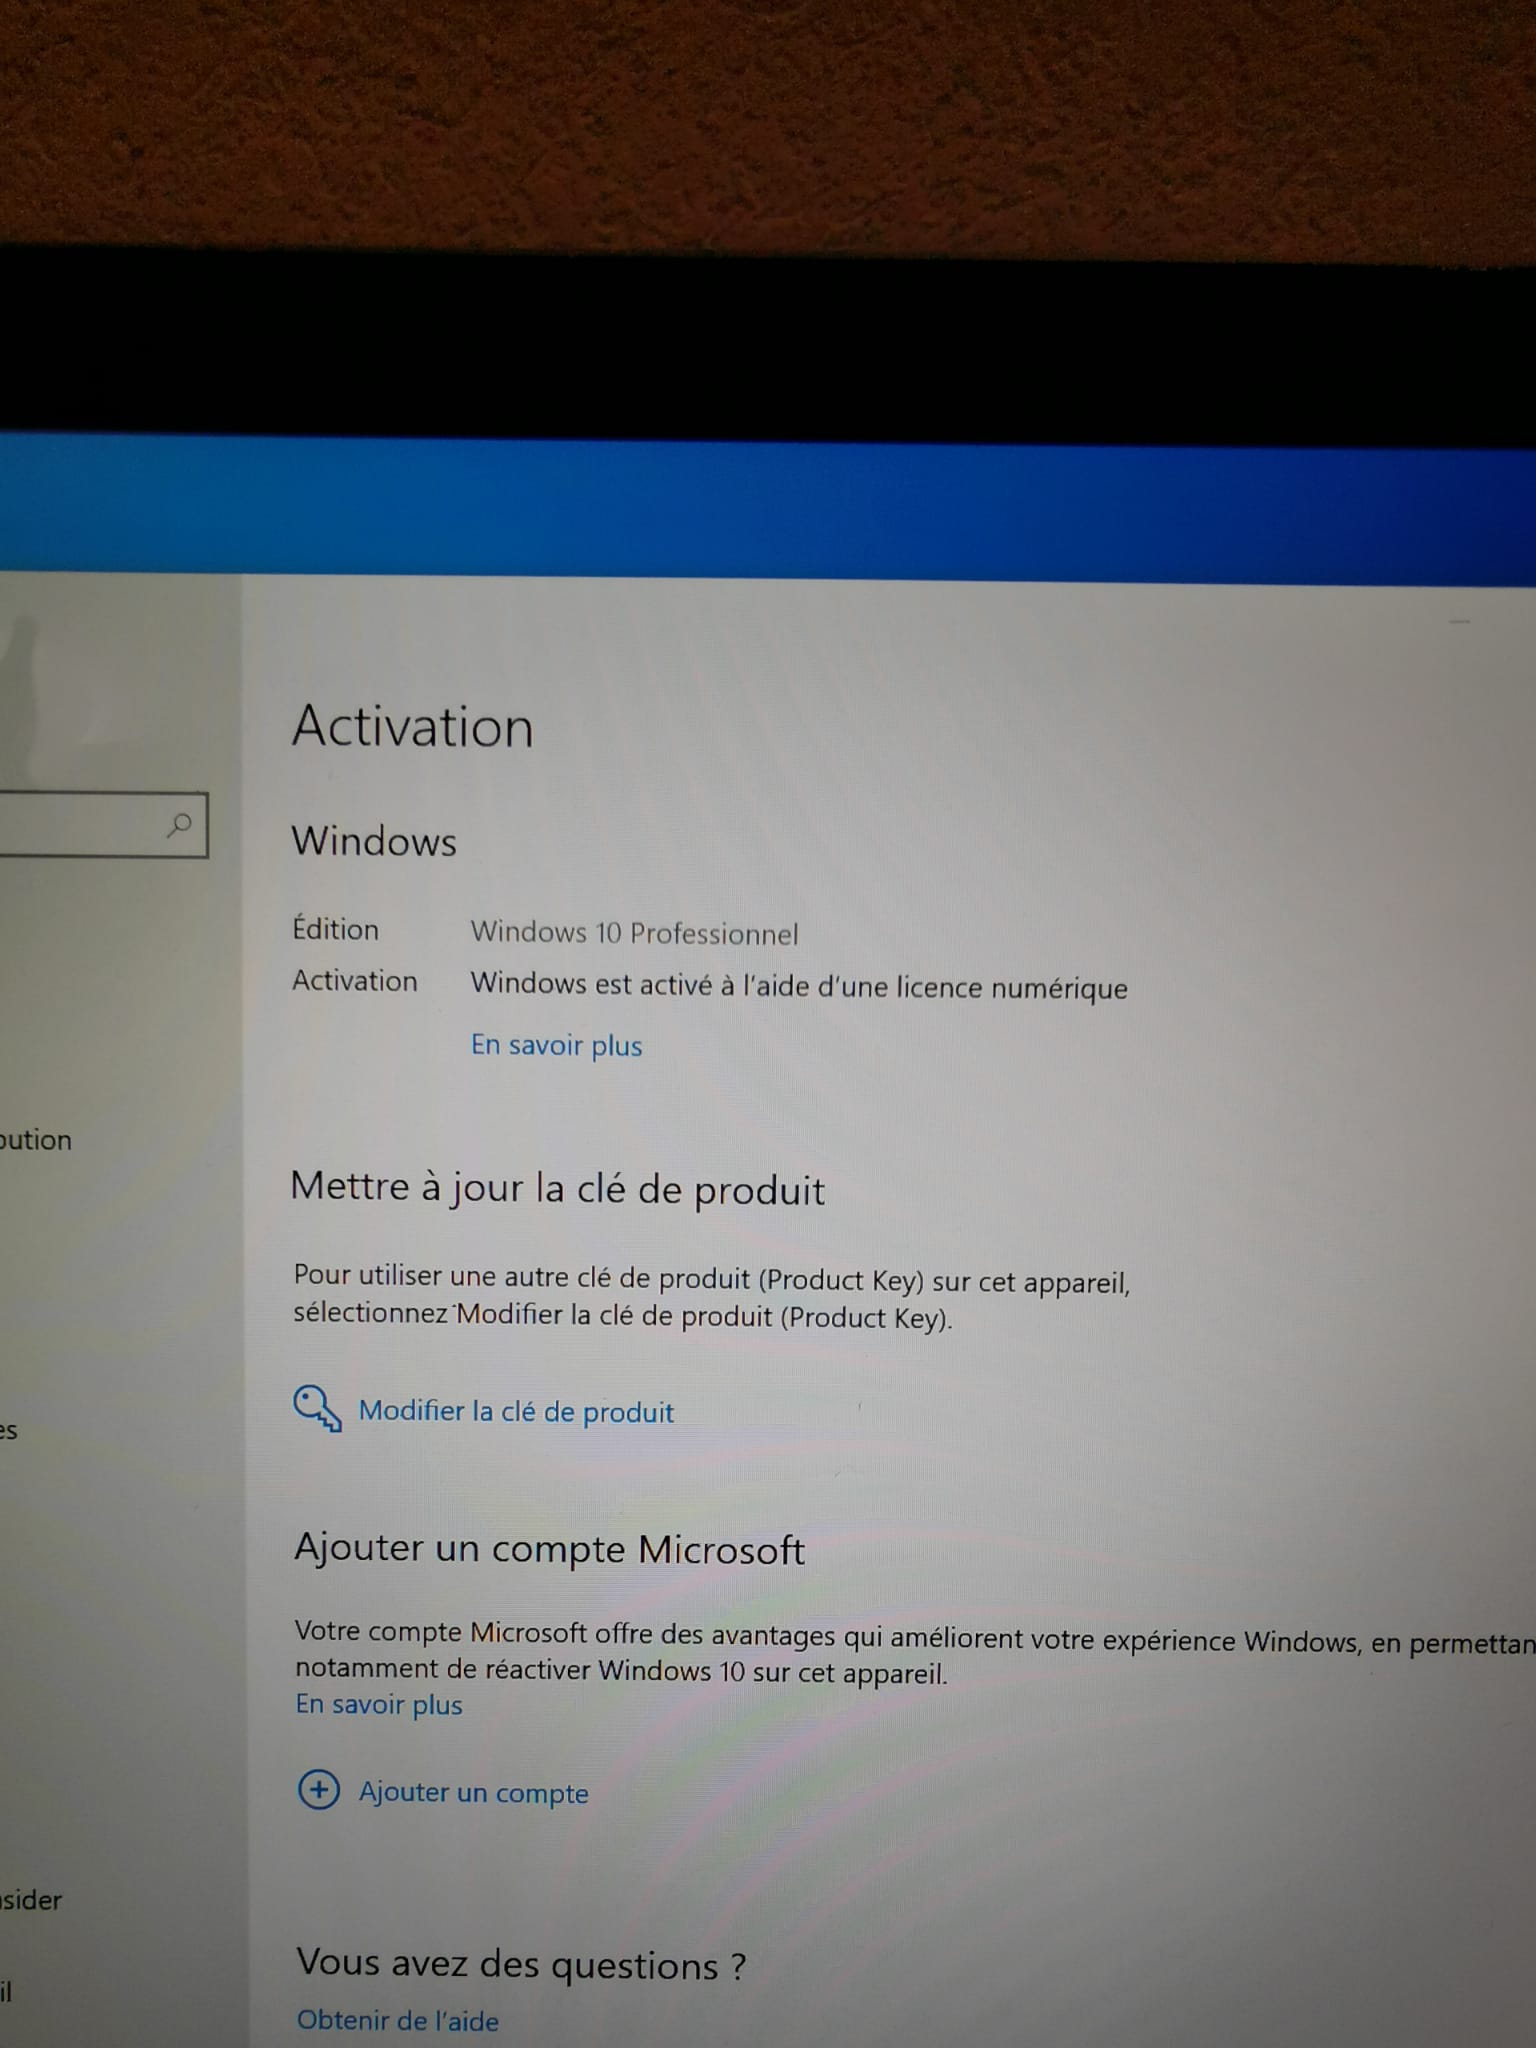 Activation
Windows
Édition Windows 10 Professionnel
Activation Windows est activé à l'aide d'une licence numérique
En savoir plus
Mettre à jour la clé de produit
Pour utiliser une autre clé de produit (Product Key) sur cet appareil,
sélectionnez Modifier la clé de produit (Product Key).
Modifier la clé de produit
Ajouter un compte Microsoft
Votre compte Microsoft offre des avantages qui améliorent votre expérience Windows, en permettan
notamment de réactiver Windows 10 sur cet appareil.
En savoir plus
Ajouter un compte
Vous avez des questions ?
Obtenir de l'aide